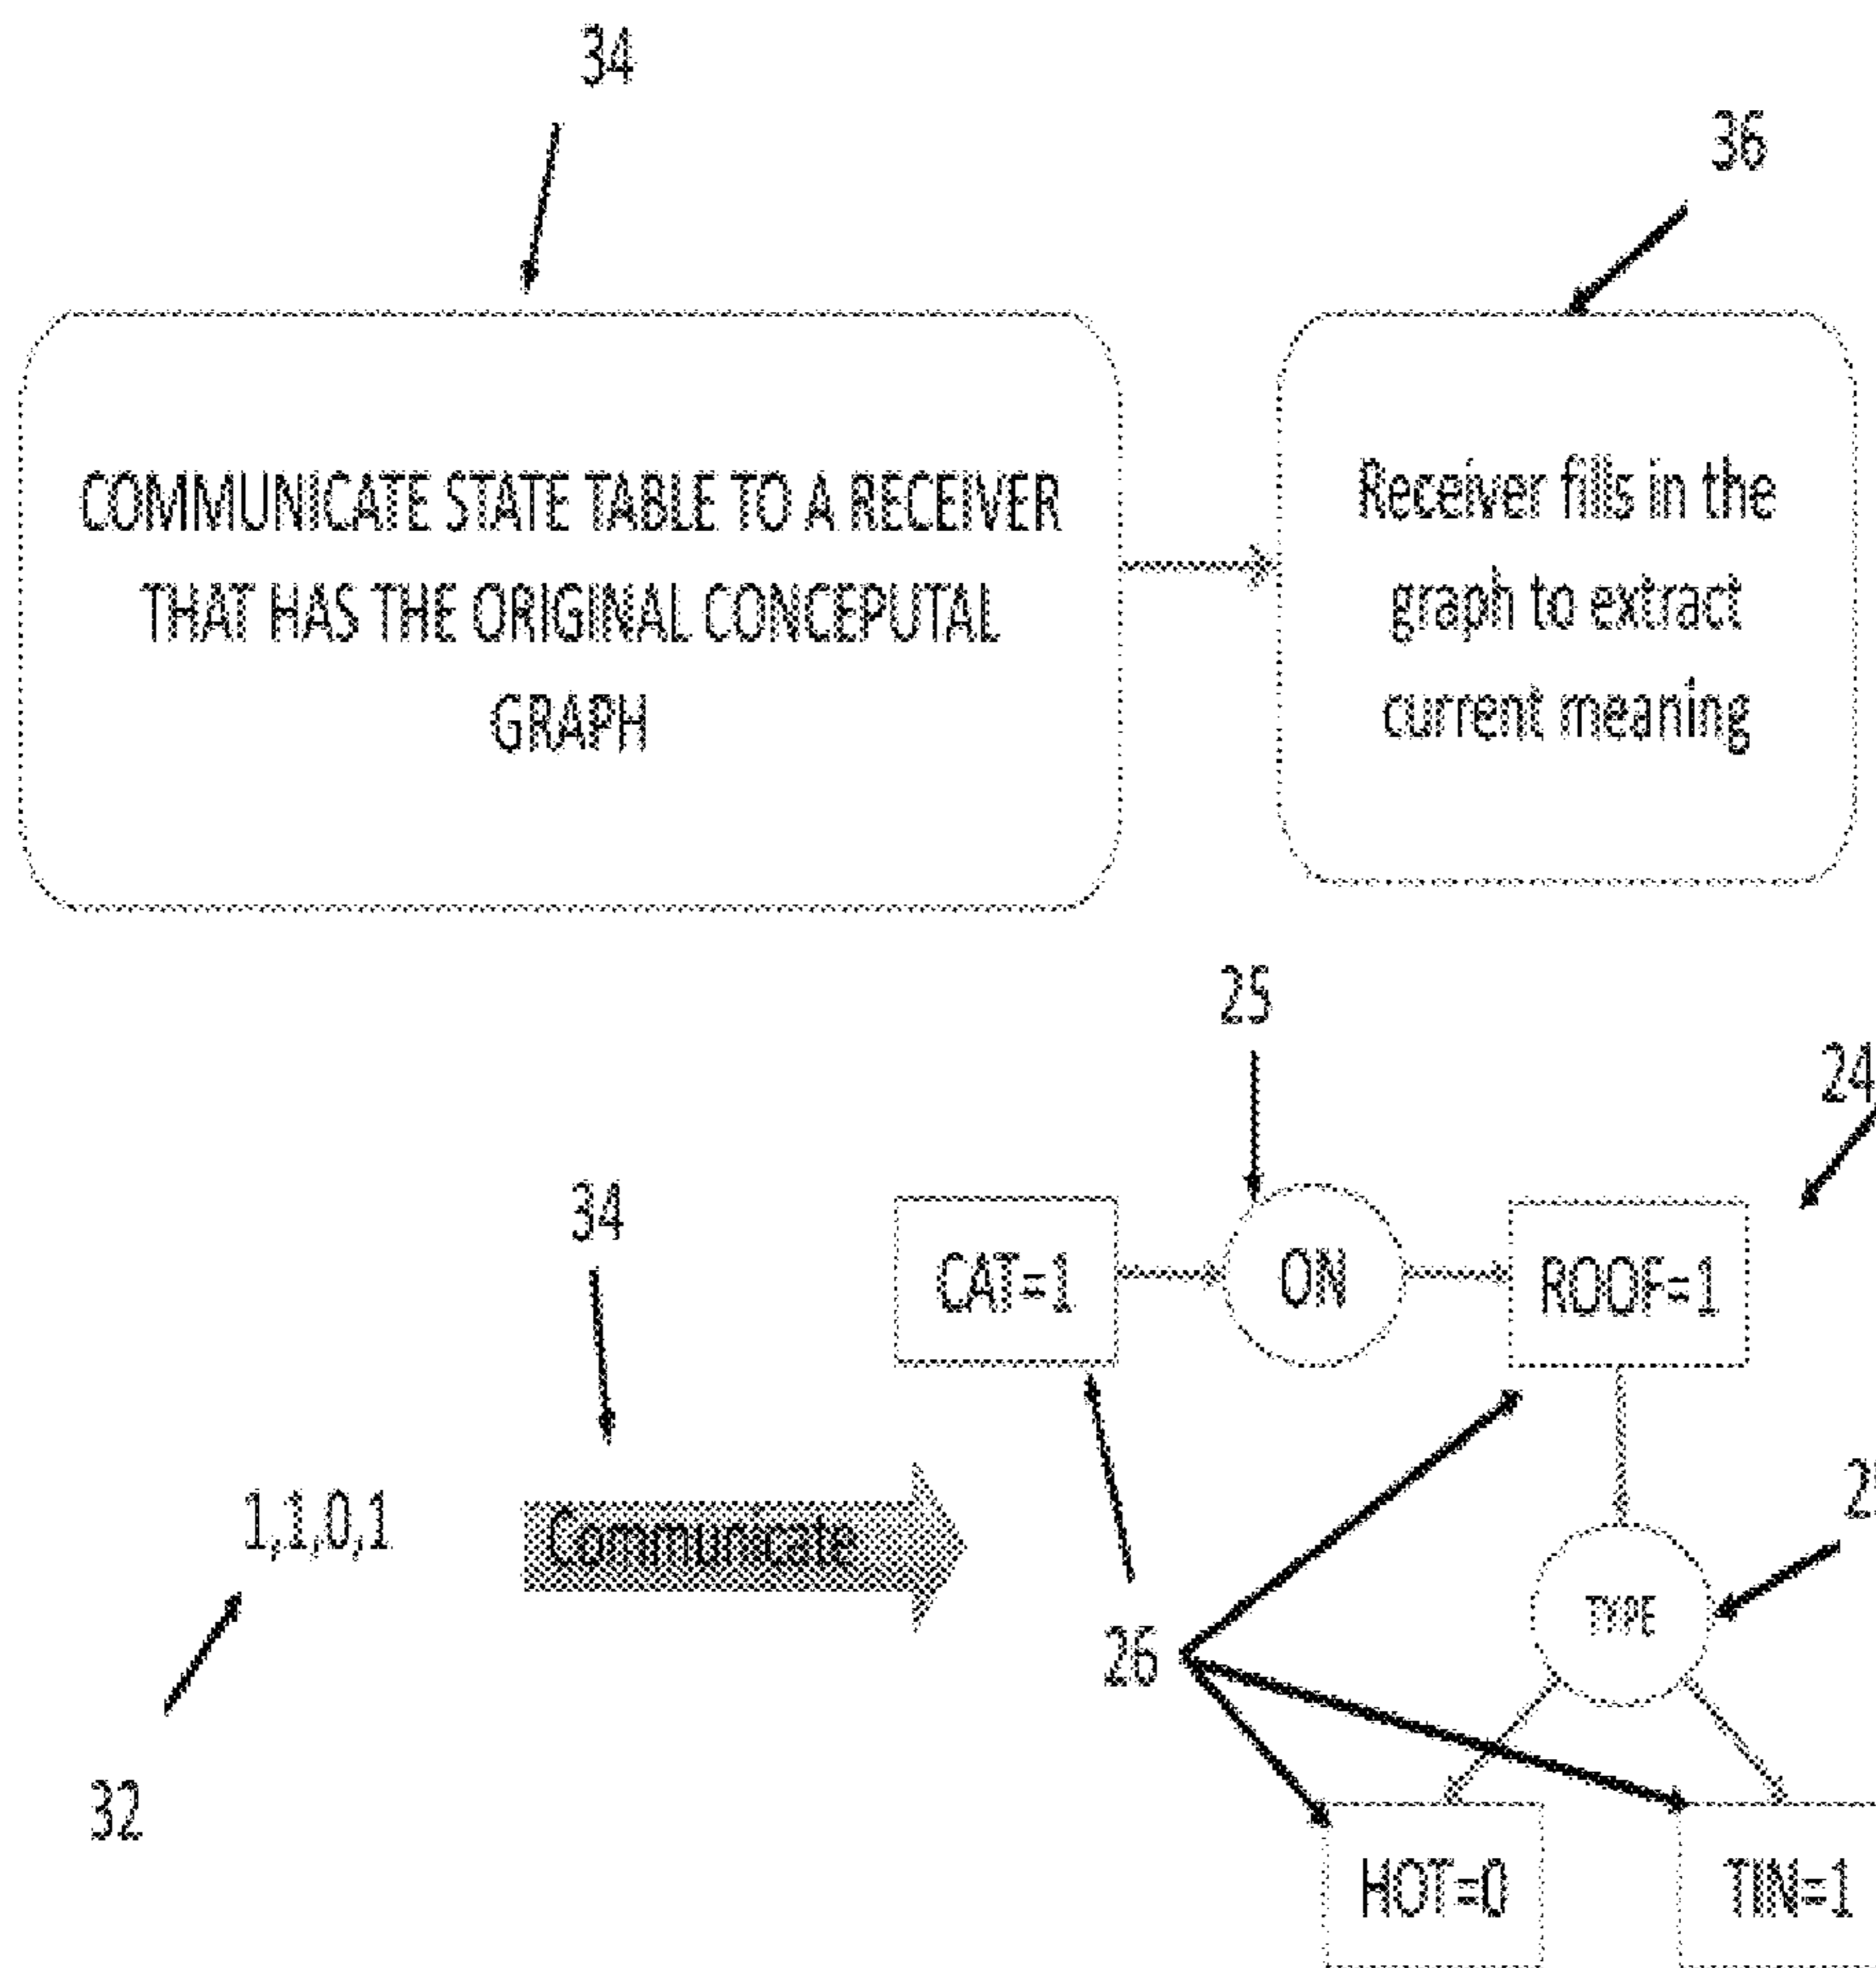 34
36
COMMUNICATE STATE TABLE TO A RECEIVER
THAT HAS THE ORIGINAL CONCEPUTAL
GRAPH
Receiver fills in the
graph to extract
current meaning
25
24
34
CAT=1
ON
ROOF=1
1,1,0,1
Communicate
TYPE
26
32
HOT=0
TIN=1